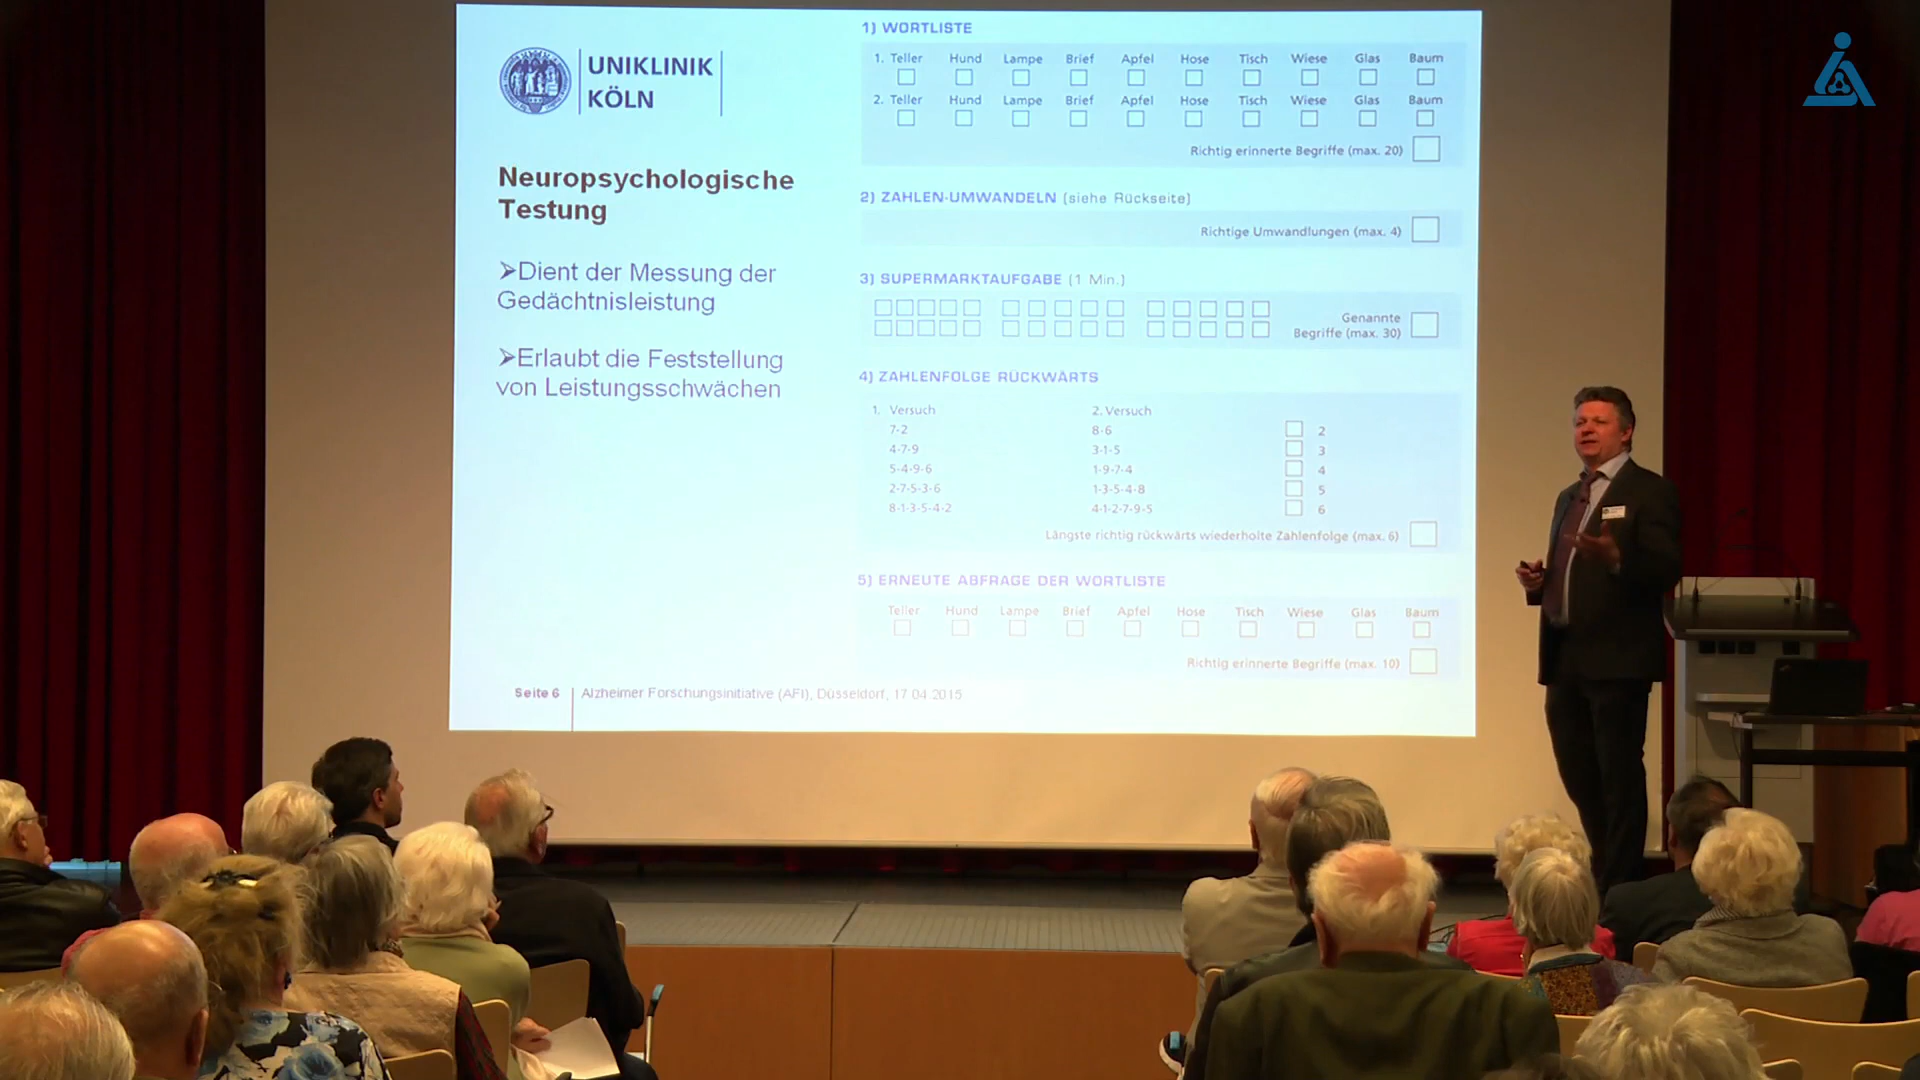 UNIKLINIK
KÖLN
Neuropsychologische
Testung
➢Dient der Messung der
Gedächtnisleistung
➢Erlaubt die Feststellung
von Leistungsschwächen
1) WORTLISTE
1. Teller Hund Lampe Brief Apfel Hose Tisch Wiese Glas Baum
2. Teller Hund Lampe Brief Apfel Hose Tisch Wiese Glas Baum
Richtig erinnerte Begriffe (max. 20)
2) ZAHLEN-UMWANDELN (siehe Rückseite)
Richtige Umwandlungen (max. 4)
3) SUPERMARKTAUFGABE (1 Min.)
Genannte
Begriffe (max. 30)
4) ZAHLENFOLGE RÜCKWÄRTS
1. Versuch 2. Versuch
7-2 8-6 2
4-7-9 3-1-5 3
5-4-9-6 1-9-7-4 4
2-7-5-3-6 1-3-5-4-8 5
8-1-3-5-4-2 4-1-2-7-9-5 6
Längste richtig rückwärts wiederholte Zahlenfolge (max. 6)
5) ERNEUTE ABFRAGE DER WORTLISTE
Teller Hund Lampe Brief Apfel Hose Tisch Wiese Glas Baum
Richtig erinnerte Begriffe (max. 10)
Seite 6 Alzheimer Forschungsinitiative (AFI), Düsseldorf, 17.04.2015